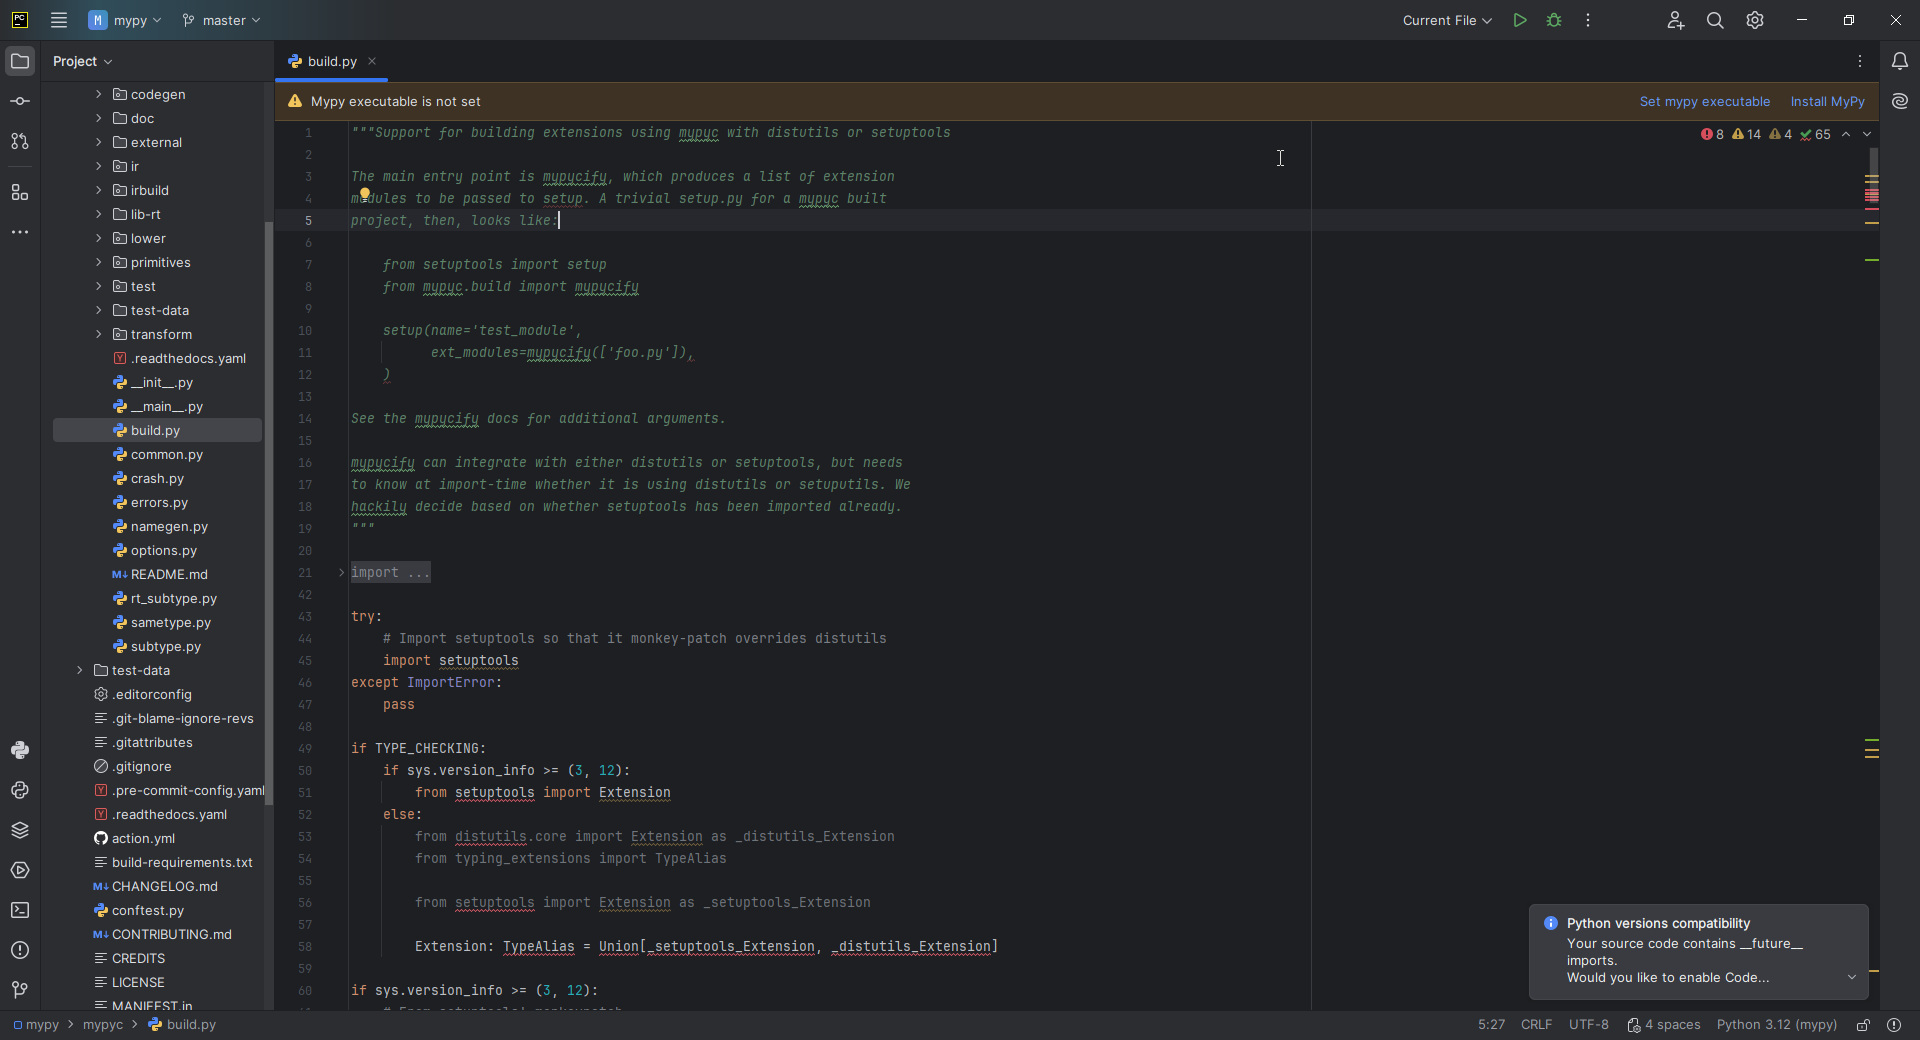 PC
M mypy master
Current File
Project
build.py
Mypy executable is not set
Set mypy executable Install MyPy
8 14 4 65
codegen
doc
external
ir
irbuild
lib-rt
lower
primitives
test
test-data
transform
.readthedocs.yaml
__init__.py
__main__.py
build.py
common.py
crash.py
errors.py
namegen.py
options.py
README.md
rt_subtype.py
sametype.py
subtype.py
test-data
.editorconfig
.git-blame-ignore-revs
.gitattributes
.gitignore
.pre-commit-config.yaml
.readthedocs.yaml
action.yml
build-requirements.txt
CHANGELOG.md
conftest.py
CONTRIBUTING.md
CREDITS
LICENSE
MANIFEST.in
1 """Support for building extensions using mypyc with distutils or setuptools
2
3 The main entry point is mypycify, which produces a list of extension
4 modules to be passed to setup. A trivial setup.py for a mypyc built
5 project, then, looks like:
6
7     from setuptools import setup
8     from mypyc.build import mypycify
9
10     setup(name='test_module',
11           ext_modules=mypycify(['foo.py']),
12     )
13
14 See the mypycify docs for additional arguments.
15
16 mypycify can integrate with either distutils or setuptools, but needs
17 to know at import-time whether it is using distutils or setuputils. We
18 hackily decide based on whether setuptools has been imported already.
19 """
20
21 import ...
42
43 try:
44     # Import setuptools so that it monkey-patch overrides distutils
45     import setuptools
46 except ImportError:
47     pass
48
49 if TYPE_CHECKING:
50     if sys.version_info >= (3, 12):
51         from setuptools import Extension
52     else:
53         from distutils.core import Extension as _distutils_Extension
54         from typing_extensions import TypeAlias
55
56         from setuptools import Extension as _setuptools_Extension
57
58         Extension: TypeAlias = Union[_setuptools_Extension, _distutils_Extension]
59
60 if sys.version_info >= (3, 12):
Python versions compatibility
Your source code contains __future__
imports.
Would you like to enable Code...
mypy mypyc build.py
5:27 CRLF UTF-8 4 spaces Python 3.12 (mypy)